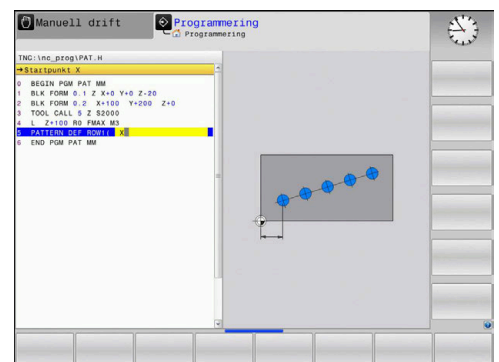 Manuell drift
Programmering
Programmering
TNC:\nc_prog\PAT.H
→Startpunkt X
0 BEGIN PGM PAT MM
1 BLK FORM 0.1 Z X+0 Y+0 Z-20
2 BLK FORM 0.2 X+100 Y+200 Z+0
3 TOOL CALL 5 Z S2000
4 L Z+100 R0 FMAX M3
5 PATTERN DEF ROW1( X
6 END PGM PAT MM